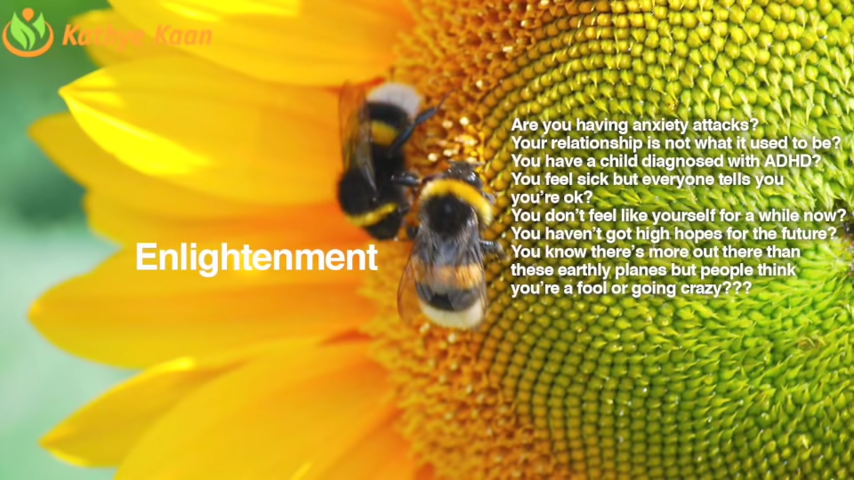 Kathye Kaan
Are you having anxiety attacks?
Your relationship is not what it used to be?
You have a child diagnosed with ADHD?
You feel sick but everyone tells you
you're ok?
You don't feel like yourself for a while now?
You haven't got high hopes for the future?
You know there's more out there than
these earthly planes but people think
you're a fool or going crazy???
Enlightenment